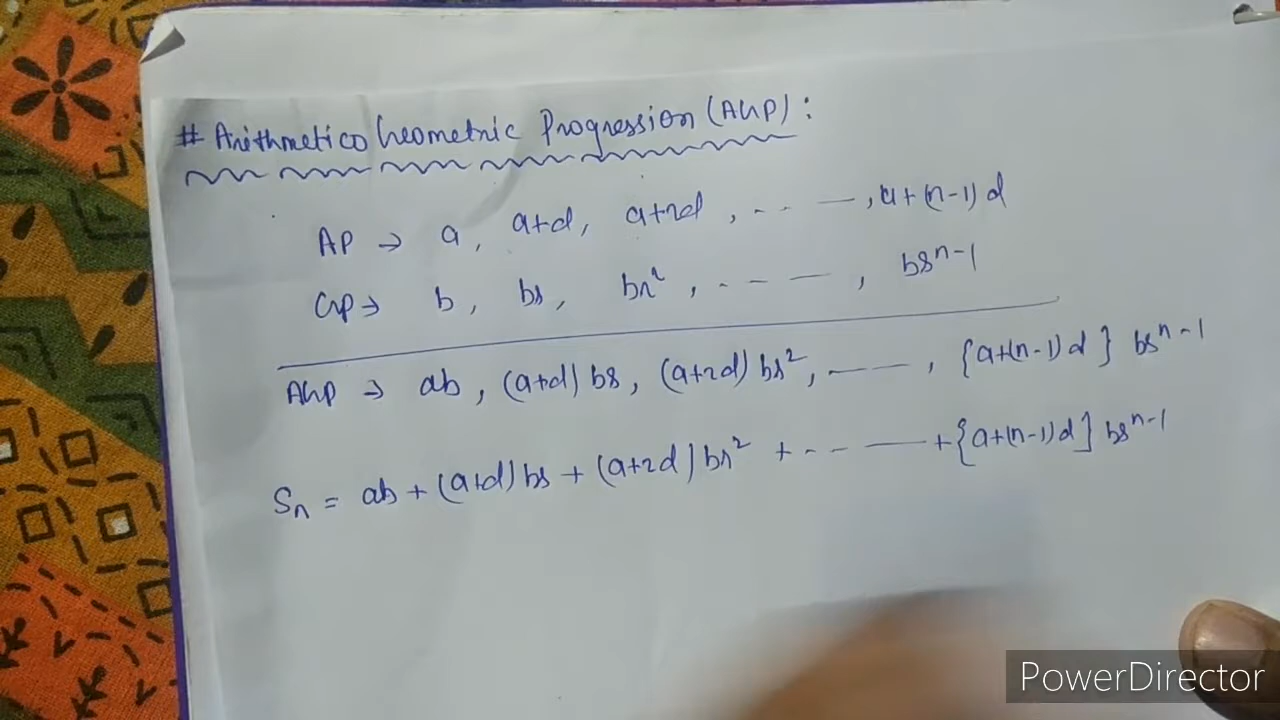 # Arithmetico Geometric Progression (AGP) :
AP → a, a+d, a+2d, .. —, a+(n-1)d
GP → b, br, br², . - —, brⁿ⁻¹
AGP → ab, (a+d) br, (a+2d) br², ——, {a+(n-1)d} brⁿ⁻¹
Sn = ab + (a+d) br + (a+2d) br² + .. — + {a+(n-1)d] brⁿ⁻¹
PowerDirector